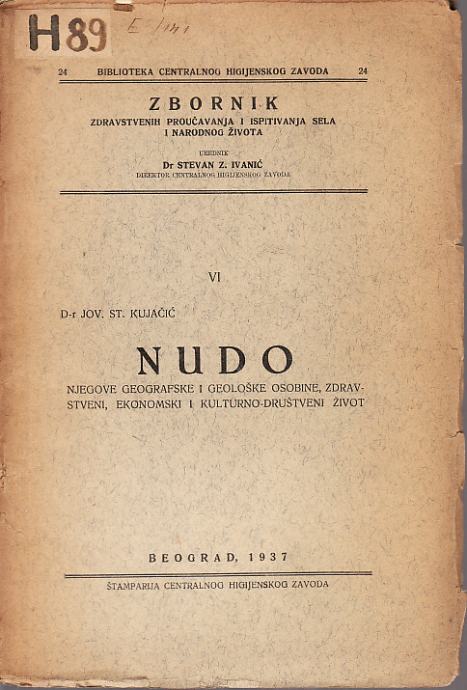 H89
24 BIBLIOTEKA CENTRALNOG HIGIJENSKOG ZAVODA 24
ZBORNIK
ZDRAVSTVENIH PROUČAVANJA I ISPITIVANJA SELA
I NARODNOG ŽIVOTA
UREDNIK
Dr STEVAN Z. IVANIĆ
DIREKTOR CENTRALNOG HIGIJENSKOG ZAVODA
VI
D-r JOV. ST. KUJAČIĆ
NUDO
NJEGOVE GEOGRAFSKE I GEOLOŠKE OSOBINE, ZDRAV-
STVENI, EKONOMSKI I KULTURNO-DRUŠTVENI ŽIVOT
BEOGRAD, 1937
ŠTAMPARIJA CENTRALNOG HIGIJENSKOG ZAVODA